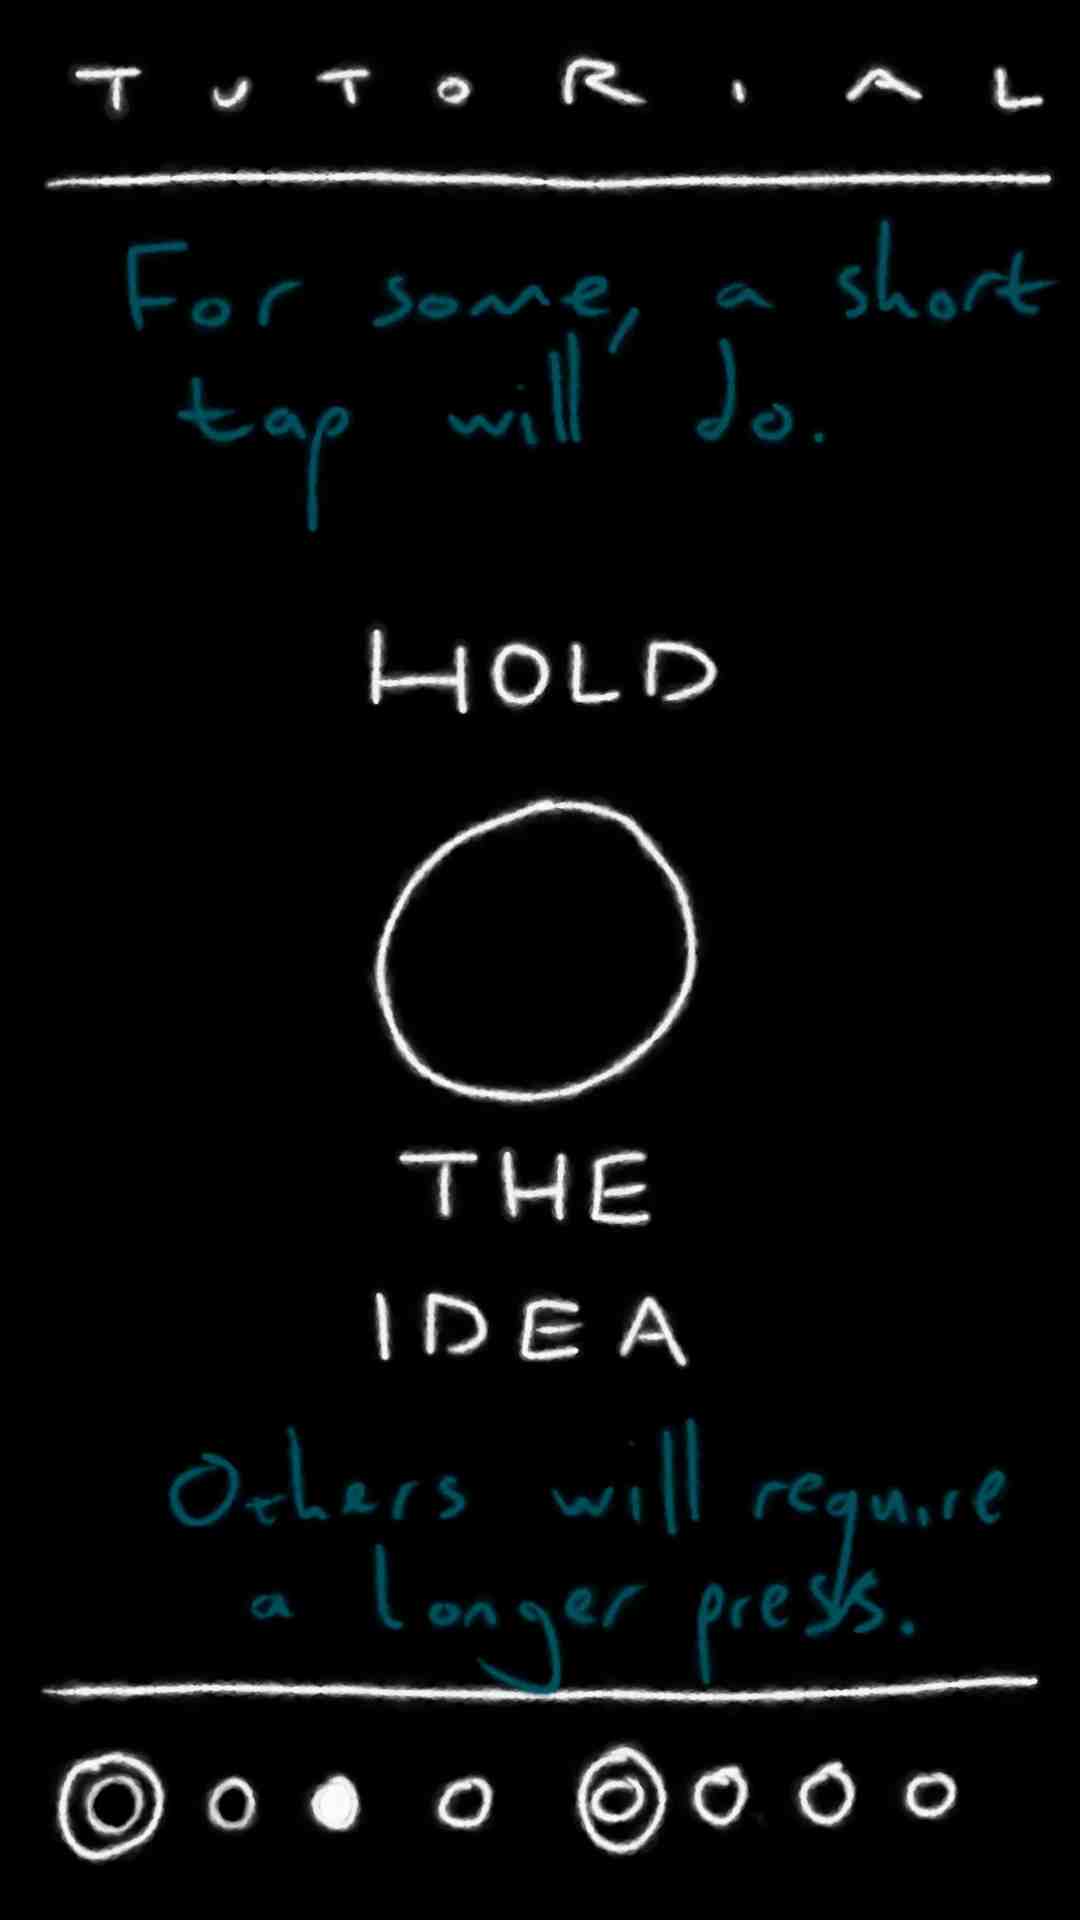 TUTORIAL
For some, a short
tap will do.
HOLD
THE
IDEA
Others will require
a longer press.